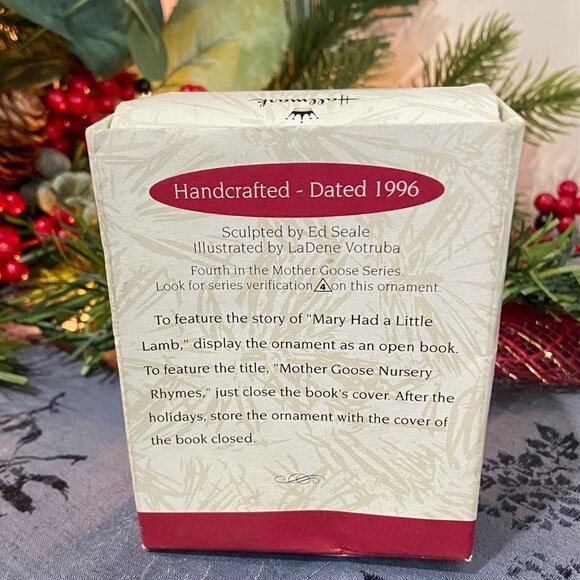 Hallmark
Handcrafted - Dated 1996
Sculpted by Ed Seale
Illustrated by LaDene Votruba
Fourth in the Mother Goose Series.
Look for series verification 4 on this ornament.
To feature the story of "Mary Had a Little
Lamb," display the ornament as an open book.
To feature the title, "Mother Goose Nursery
Rhymes," just close the book's cover. After the
holidays, store the ornament with the cover of
the book closed.